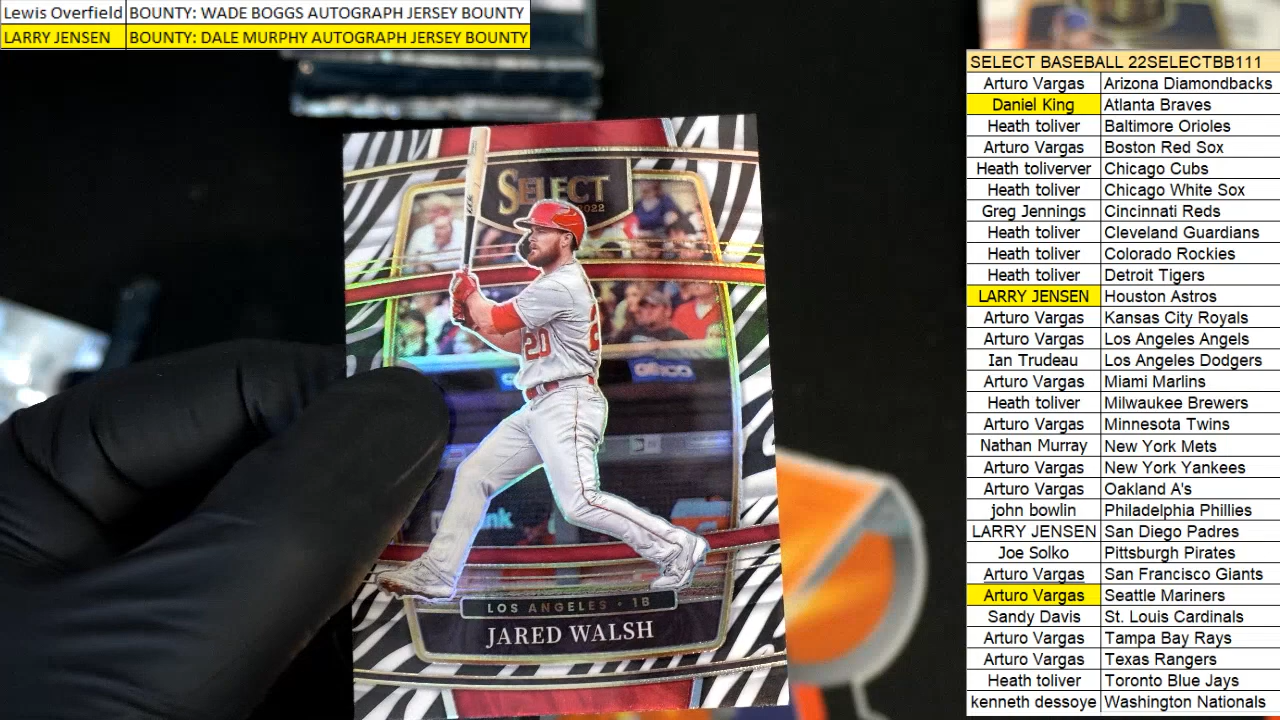 Lewis Overfield BOUNTY: WADE BOGGS AUTOGRAPH JERSEY BOUNTY
LARRY JENSEN BOUNTY: DALE MURPHY AUTOGRAPH JERSEY BOUNTY
SELECT BASEBALL 22SELECTBB111
Arturo Vargas Arizona Diamondbacks
Daniel King Atlanta Braves
Heath toliver Baltimore Orioles
Arturo Vargas Boston Red Sox
Heath toliverver Chicago Cubs
Heath toliver Chicago White Sox
Greg Jennings Cincinnati Reds
Heath toliver Cleveland Guardians
Heath toliver Colorado Rockies
Heath toliver Detroit Tigers
LARRY JENSEN Houston Astros
Arturo Vargas Kansas City Royals
Arturo Vargas Los Angeles Angels
Ian Trudeau Los Angeles Dodgers
Arturo Vargas Miami Marlins
Heath toliver Milwaukee Brewers
Arturo Vargas Minnesota Twins
Nathan Murray New York Mets
Arturo Vargas New York Yankees
Arturo Vargas Oakland A's
john bowlin Philadelphia Phillies
LARRY JENSEN San Diego Padres
Joe Solko Pittsburgh Pirates
Arturo Vargas San Francisco Giants
Arturo Vargas Seattle Mariners
Sandy Davis St. Louis Cardinals
Arturo Vargas Tampa Bay Rays
Arturo Vargas Texas Rangers
Heath toliver Toronto Blue Jays
kenneth dessoye Washington Nationals
SELECT
2022
20
GEICO
LOS ANGELES • 1B
JARED WALSH